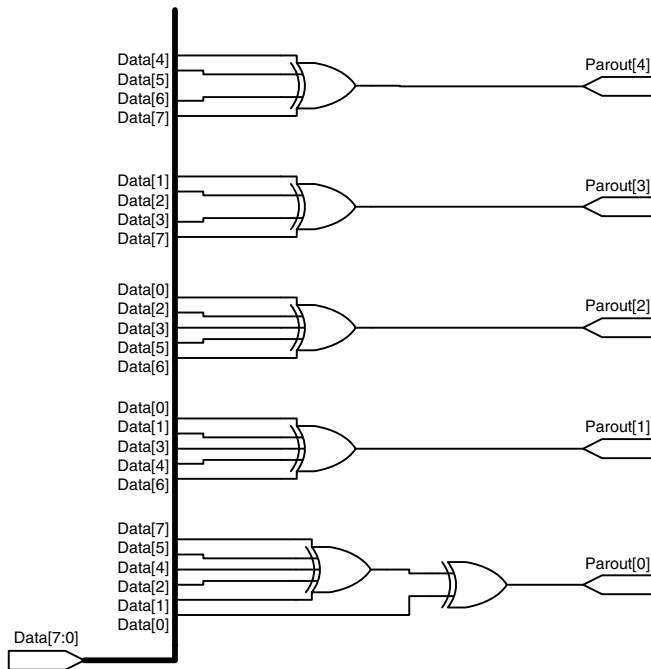 Data[4]
Data[5]
Data[6]
Data[7]
Parout[4]
Data[1]
Data[2]
Data[3]
Data[7]
Parout[3]
Data[0]
Data[2]
Data[3]
Data[5]
Data[6]
Parout[2]
Data[0]
Data[1]
Data[3]
Data[4]
Data[6]
Parout[1]
Data[7]
Data[5]
Data[4]
Data[2]
Data[1]
Data[0]
Parout[0]
Data[7:0]